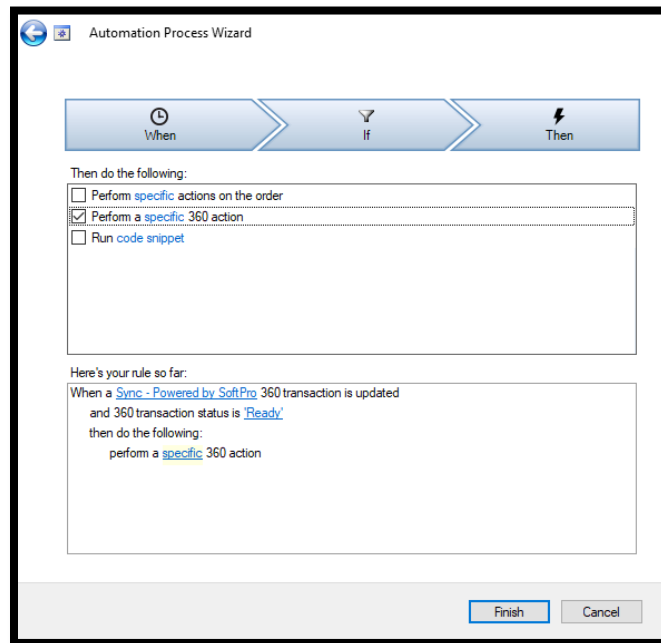 Automation Process Wizard
When
If
Then
Then do the following:
Perform specific actions on the order
Perform a specific 360 action
Run code snippet
Here's your rule so far:
When a Sync - Powered by SoftPro 360 transaction is updated
and 360 transaction status is 'Ready'
then do the following:
perform a specific 360 action
Finish
Cancel